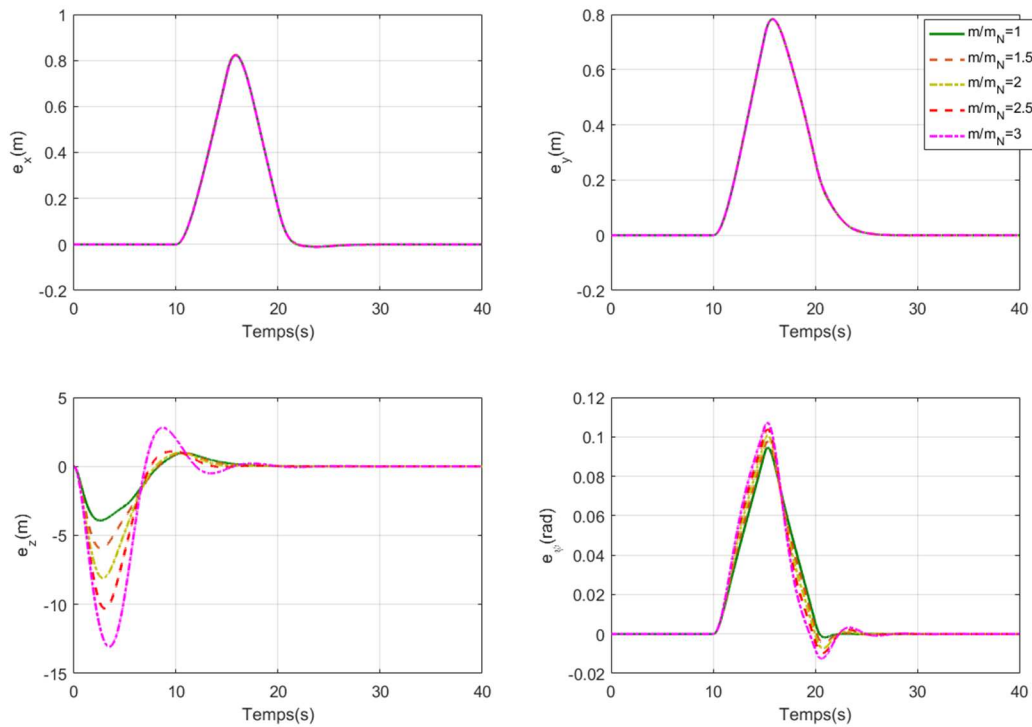 1
0.8
0.6
0.4
0.2
0
-0.2
e_x(m)
0 10 20 30 40
Temps(s)
0.8
0.6
0.4
0.2
0
-0.2
e_y(m)
0 10 20 30 40
Temps(s)
m/m_N=1
m/m_N=1.5
m/m_N=2
m/m_N=2.5
m/m_N=3
5
0
-5
-10
-15
e_z(m)
0 10 20 30 40
Temps(s)
0.12
0.1
0.08
0.06
0.04
0.02
0
-0.02
e_ψ(rad)
0 10 20 30 40
Temps(s)